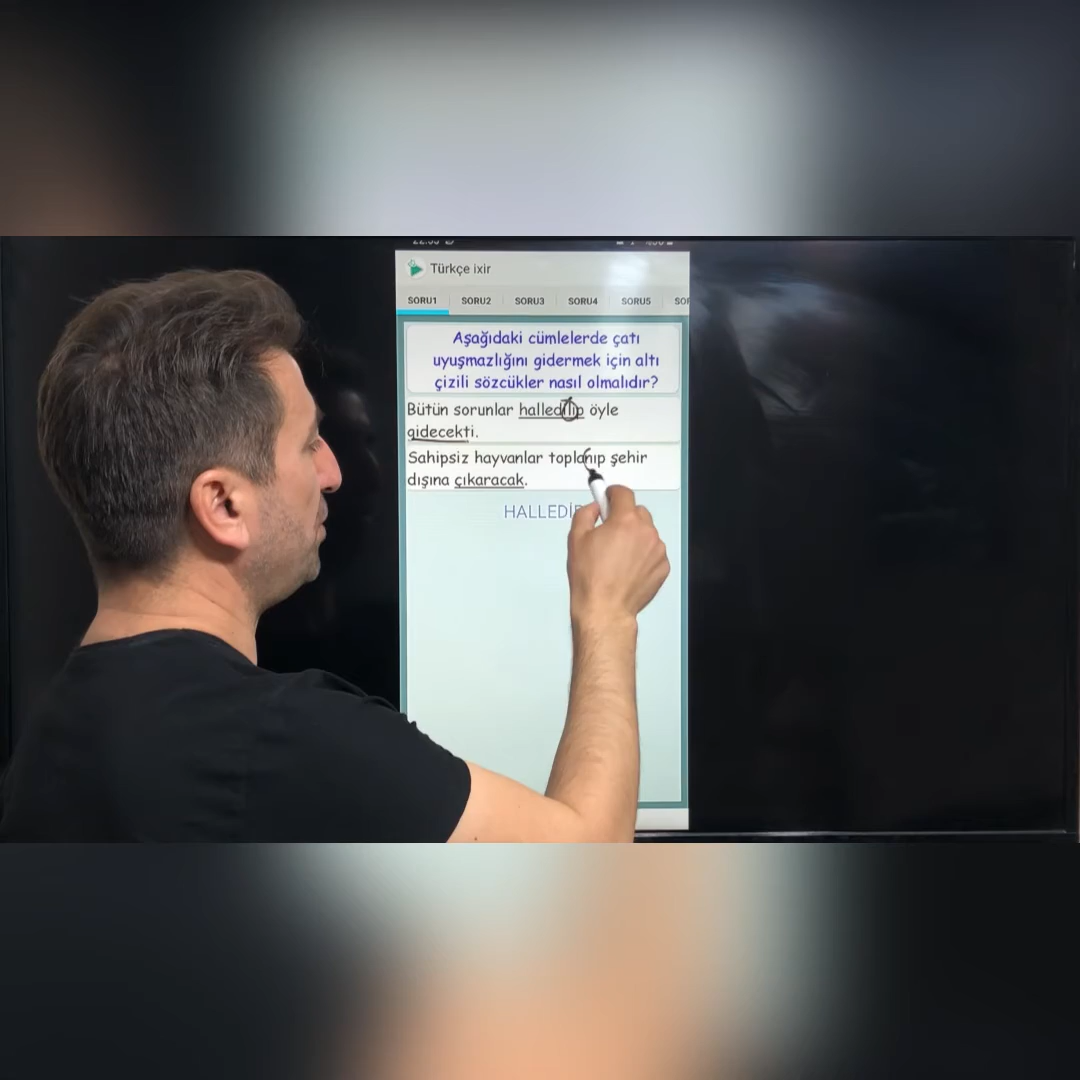 Türkçe ixir
SORU1 SORU2 SORU3 SORU4 SORU5
Aşağıdaki cümlelerde çatı
uyuşmazlığını gidermek için altı
çizili sözcükler nasıl olmalıdır?
Bütün sorunlar halledilip öyle
gidecekti.
Sahipsiz hayvanlar toplanıp şehir
dışına çıkaracak.